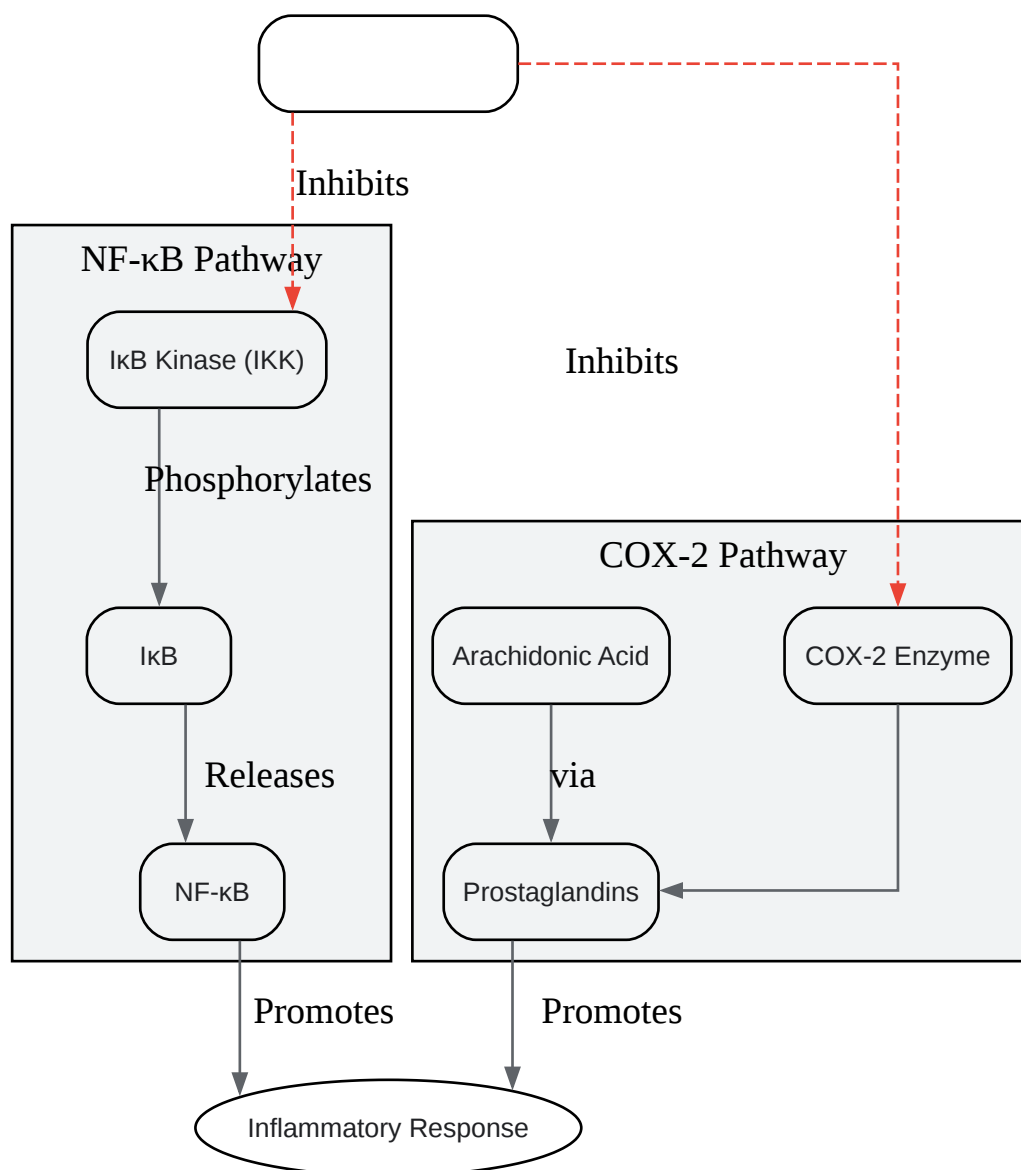 Inhibits
NF-κB Pathway
IκB Kinase (IKK)
Inhibits
Phosphorylates
COX-2 Pathway
IκB
Arachidonic Acid
COX-2 Enzyme
Releases
via
NF-κB
Prostaglandins
Promotes
Promotes
Inflammatory Response